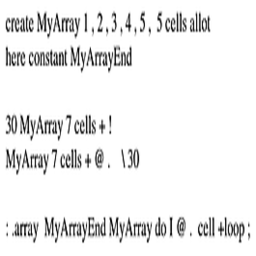 create MyArray 1 , 2 , 3 , 4 , 5 , 5 cells allot
here constant MyArrayEnd
30 MyArray 7 cells + !
MyArray 7 cells + @ . \ 30
: .array MyArrayEnd MyArray do I @ . cell +loop ;